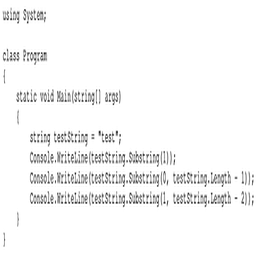 using System;

class Program
{
    static void Main(string[] args)
    {
        string testString = "test";
        Console.WriteLine(testString.Substring(1));
        Console.WriteLine(testString.Substring(0, testString.Length - 1));
        Console.WriteLine(testString.Substring(1, testString.Length - 2));
    }
}